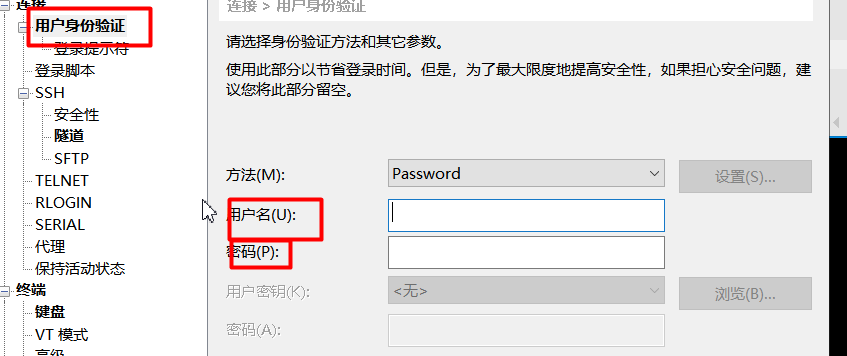 连接
用户身份验证
登录提示符
登录脚本
SSH
安全性
隧道
SFTP
TELNET
RLOGIN
SERIAL
代理
保持活动状态
终端
键盘
VT 模式
高级
连接 > 用户身份验证
请选择身份验证方法和其它参数。
使用此部分以节省登录时间。但是，为了最大限度地提高安全性，如果担心安全问题，建
议您将此部分留空。
方法(M):
Password
设置(S)...
用户名(U):
密码(P):
用户密钥(K):
<无>
浏览(B)...
密码(A):